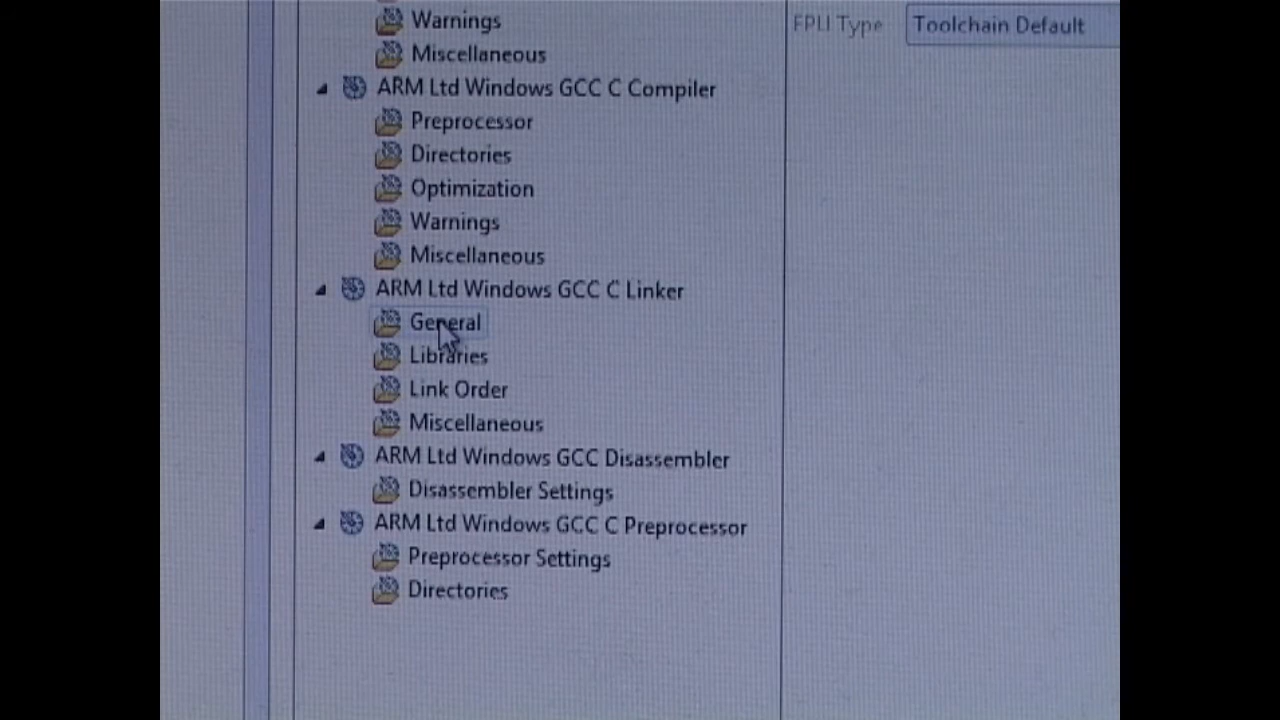 Warnings
FPU Type Toolchain Default
Miscellaneous
ARM Ltd Windows GCC C Compiler
Preprocessor
Directories
Optimization
Warnings
Miscellaneous
ARM Ltd Windows GCC C Linker
General
Libraries
Link Order
Miscellaneous
ARM Ltd Windows GCC Disassembler
Disassembler Settings
ARM Ltd Windows GCC C Preprocessor
Preprocessor Settings
Directories